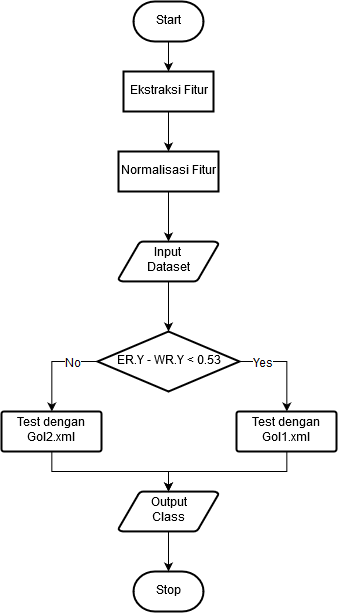 Start
Ekstraksi Fitur
Normalisasi Fitur
Input
Dataset
ER.Y - WR.Y < 0.53
No
Yes
Test dengan
Gol2.xml
Test dengan
Gol1.xml
Output
Class
Stop